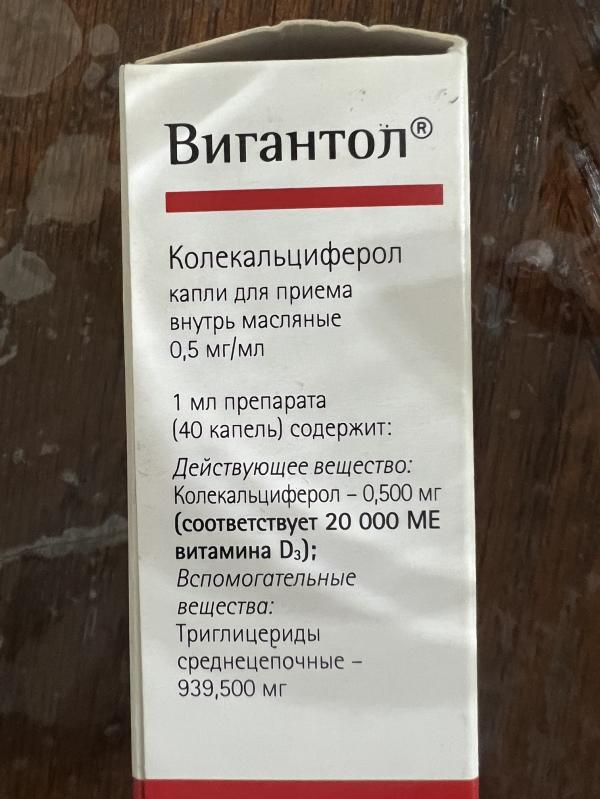 Вигантол®
Колекальциферол
капли для приема
внутрь масляные
0,5 мг/мл
1 мл препарата
(40 капель) содержит:
Действующее вещество:
Колекальциферол – 0,500 мг
(соответствует 20 000 МЕ
витамина D₃);
Вспомогательные
вещества:
Триглицериды
среднецепочные –
939,500 мг